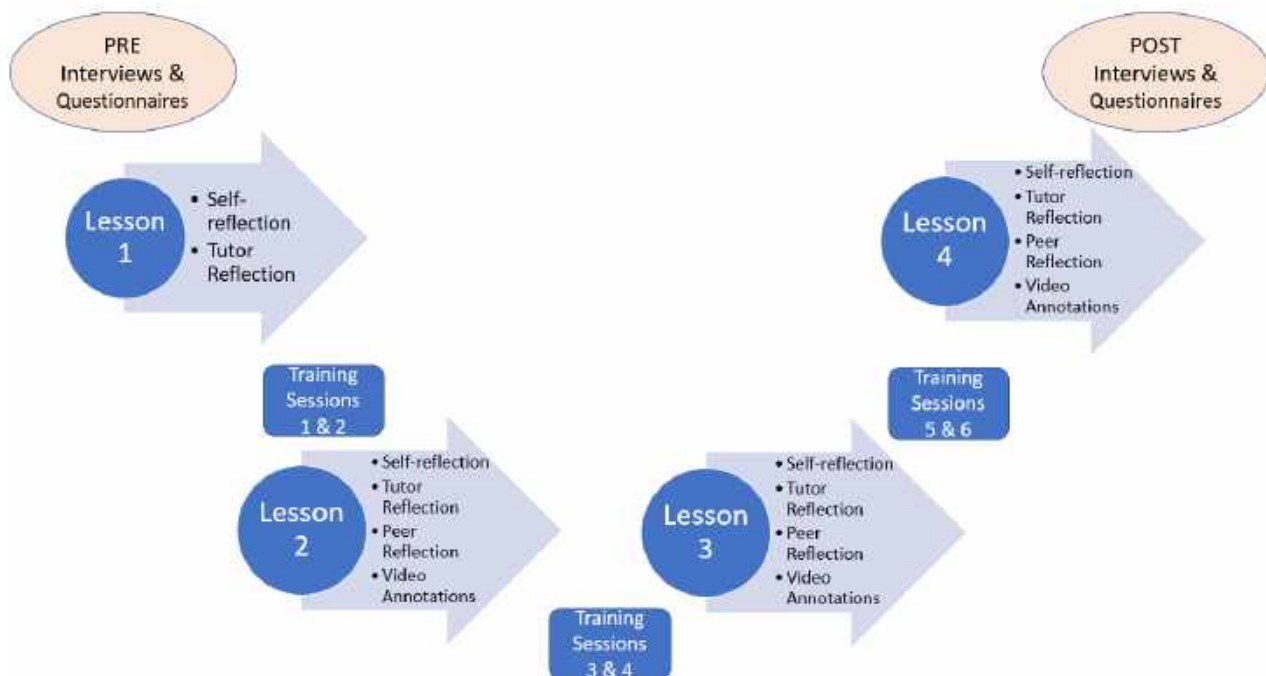 PRE
Interviews &
Questionnaires
Lesson
1
• Self-
reflection
• Tutor
Reflection
Training
Sessions
1 & 2
Lesson
2
• Self-reflection
• Tutor
Reflection
• Peer
Reflection
• Video
Annotations
Training
Sessions
3 & 4
Lesson
3
• Self-reflection
• Tutor
Reflection
• Peer
Reflection
• Video
Annotations
Training
Sessions
5 & 6
Lesson
4
• Self-reflection
• Tutor
Reflection
• Peer
Reflection
• Video
Annotations
POST
Interviews &
Questionnaires